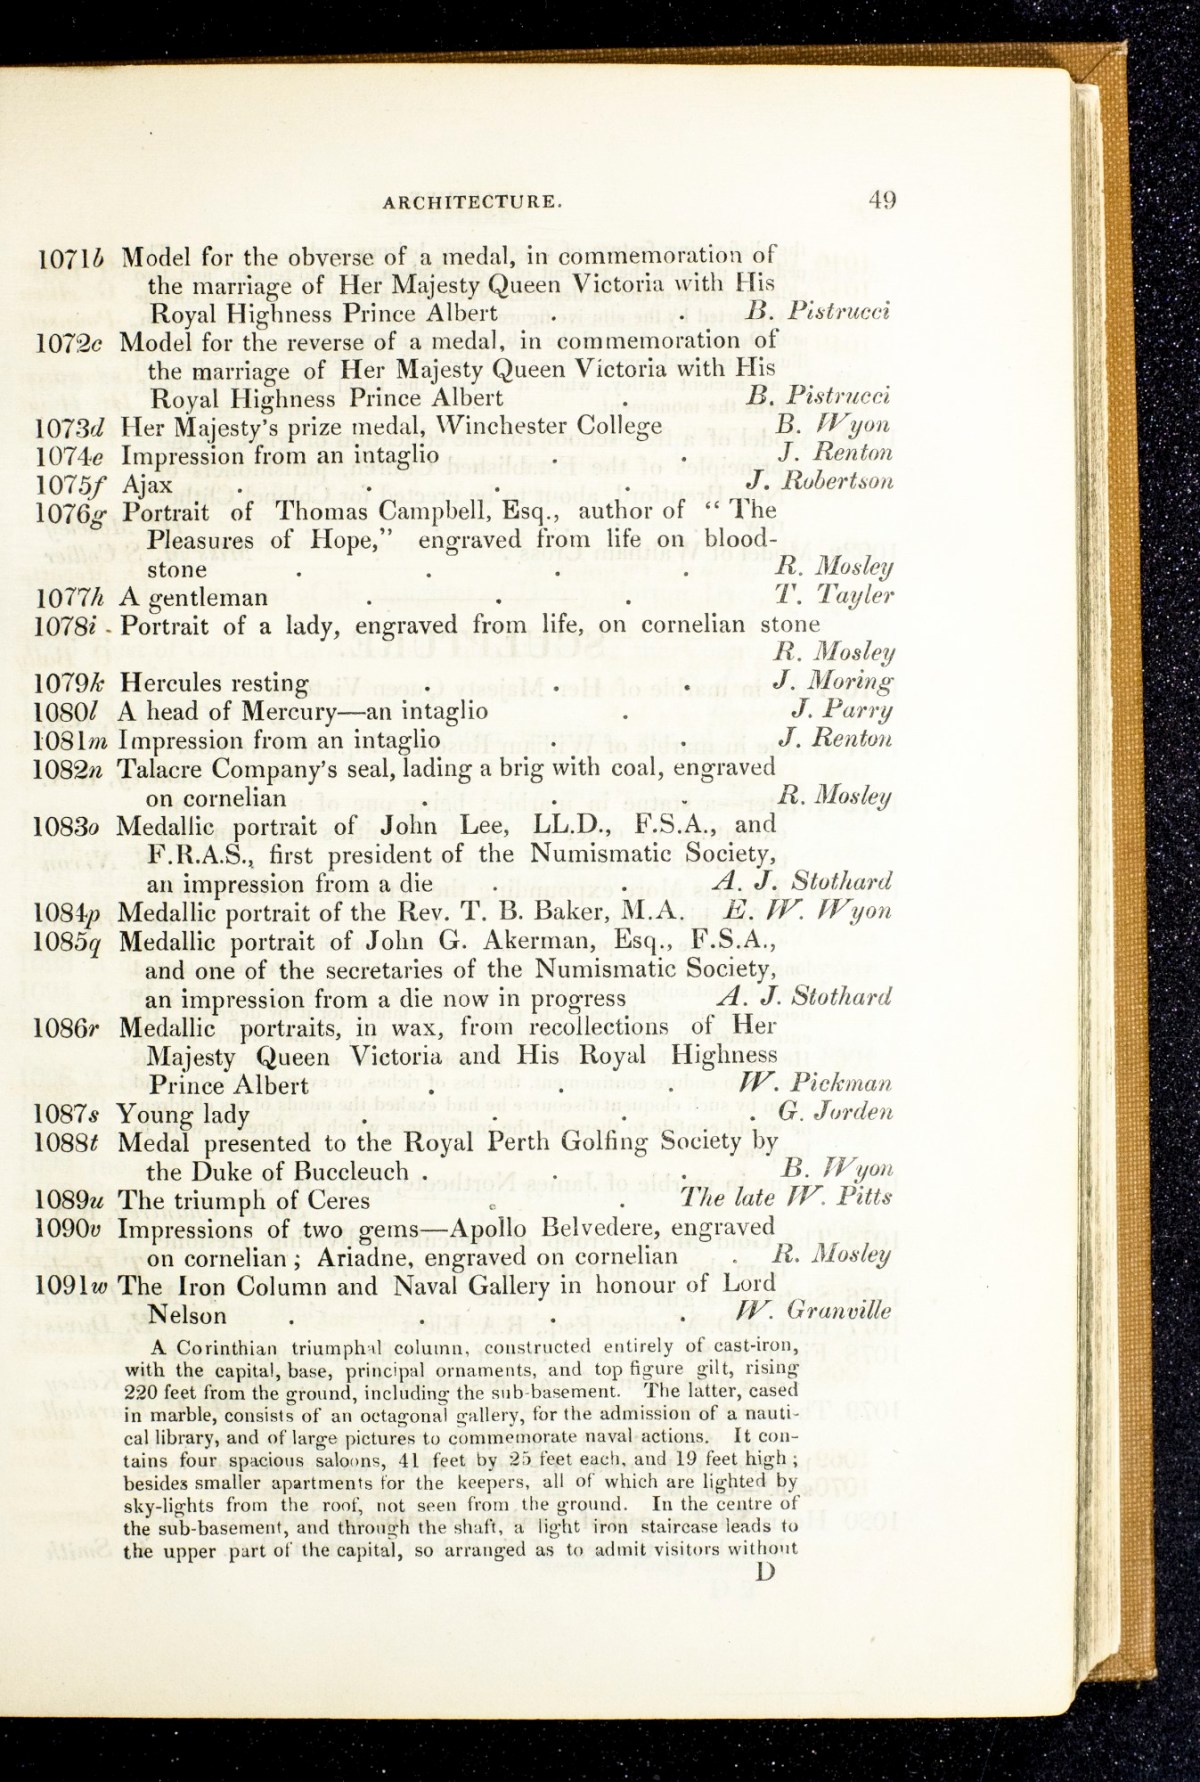 ARCHITECTURE. 49
1071b Model for the obverse of a medal, in commemoration of
the marriage of Her Majesty Queen Victoria with His
Royal Highness Prince Albert . . B. Pistrucci
1072c Model for the reverse of a medal, in commemoration of
the marriage of Her Majesty Queen Victoria with His
Royal Highness Prince Albert . B. Pistrucci
1073d Her Majesty's prize medal, Winchester College B. Wyon
1074e Impression from an intaglio . . J. Renton
1075f Ajax . . . . J. Robertson
1076g Portrait of Thomas Campbell, Esq., author of “ The
Pleasures of Hope,” engraved from life on blood-
stone . . . . R. Mosley
1077h A gentleman . . . T. Tayler
1078i - Portrait of a lady, engraved from life, on cornelian stone
R. Mosley
1079k Hercules resting . . . J. Moring
1080l A head of Mercury—an intaglio . J. Parry
1081m Impression from an intaglio . . J. Renton
1082n Talacre Company's seal, lading a brig with coal, engraved
on cornelian . . . R. Mosley
1083o Medallic portrait of John Lee, LL.D., F.S.A., and
F.R.A.S., first president of the Numismatic Society,
an impression from a die . . A. J. Stothard
1084p Medallic portrait of the Rev. T. B. Baker, M.A. E. W. Wyon
1085q Medallic portrait of John G. Akerman, Esq., F.S.A.,
and one of the secretaries of the Numismatic Society,
an impression from a die now in progress A. J. Stothard
1086r Medallic portraits, in wax, from recollections of Her
Majesty Queen Victoria and His Royal Highness
Prince Albert . . . W. Pickman
1087s Young lady . . . . G. Jorden
1088t Medal presented to the Royal Perth Golfing Society by
the Duke of Buccleuch . . . B. Wyon
1089u The triumph of Ceres . . The late W. Pitts
1090v Impressions of two gems—Apollo Belvedere, engraved
on cornelian ; Ariadne, engraved on cornelian . R. Mosley
1091w The Iron Column and Naval Gallery in honour of Lord
Nelson . . . . W. Granville
A Corinthian triumphal column, constructed entirely of cast-iron,
with the capital, base, principal ornaments, and top figure gilt, rising
220 feet from the ground, including the sub-basement. The latter, cased
in marble, consists of an octagonal gallery, for the admission of a nauti-
cal library, and of large pictures to commemorate naval actions. It con-
tains four spacious saloons, 41 feet by 25 feet each, and 19 feet high ;
besides smaller apartments for the keepers, all of which are lighted by
sky-lights from the roof, not seen from the ground. In the centre of
the sub-basement, and through the shaft, a light iron staircase leads to
the upper part of the capital, so arranged as to admit visitors without
D